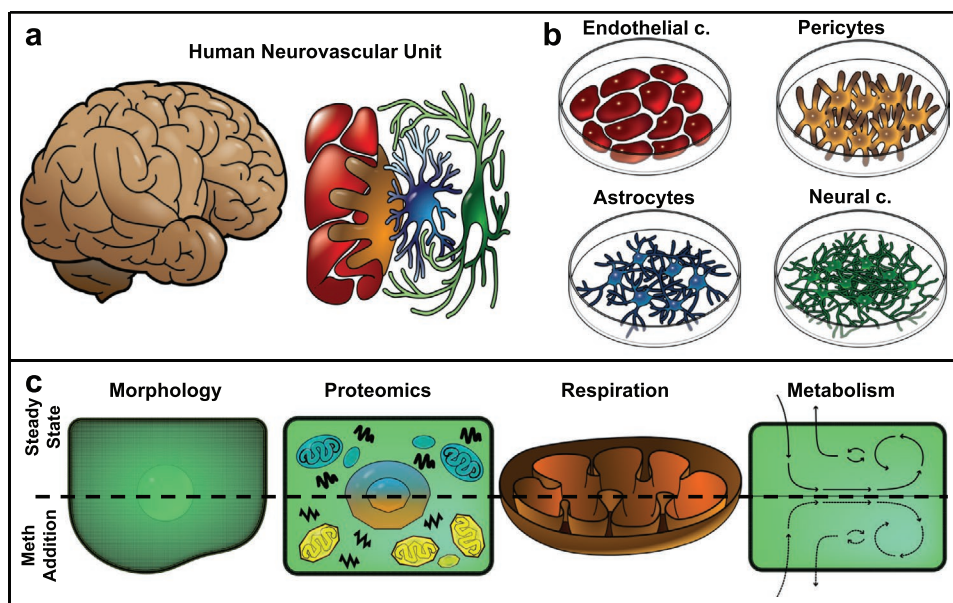 a
Human Neurovascular Unit
b
Endothelial c.
Pericytes
Astrocytes
Neural c.
c
Morphology
Proteomics
Respiration
Metabolism
Steady
State
Meth
Addition